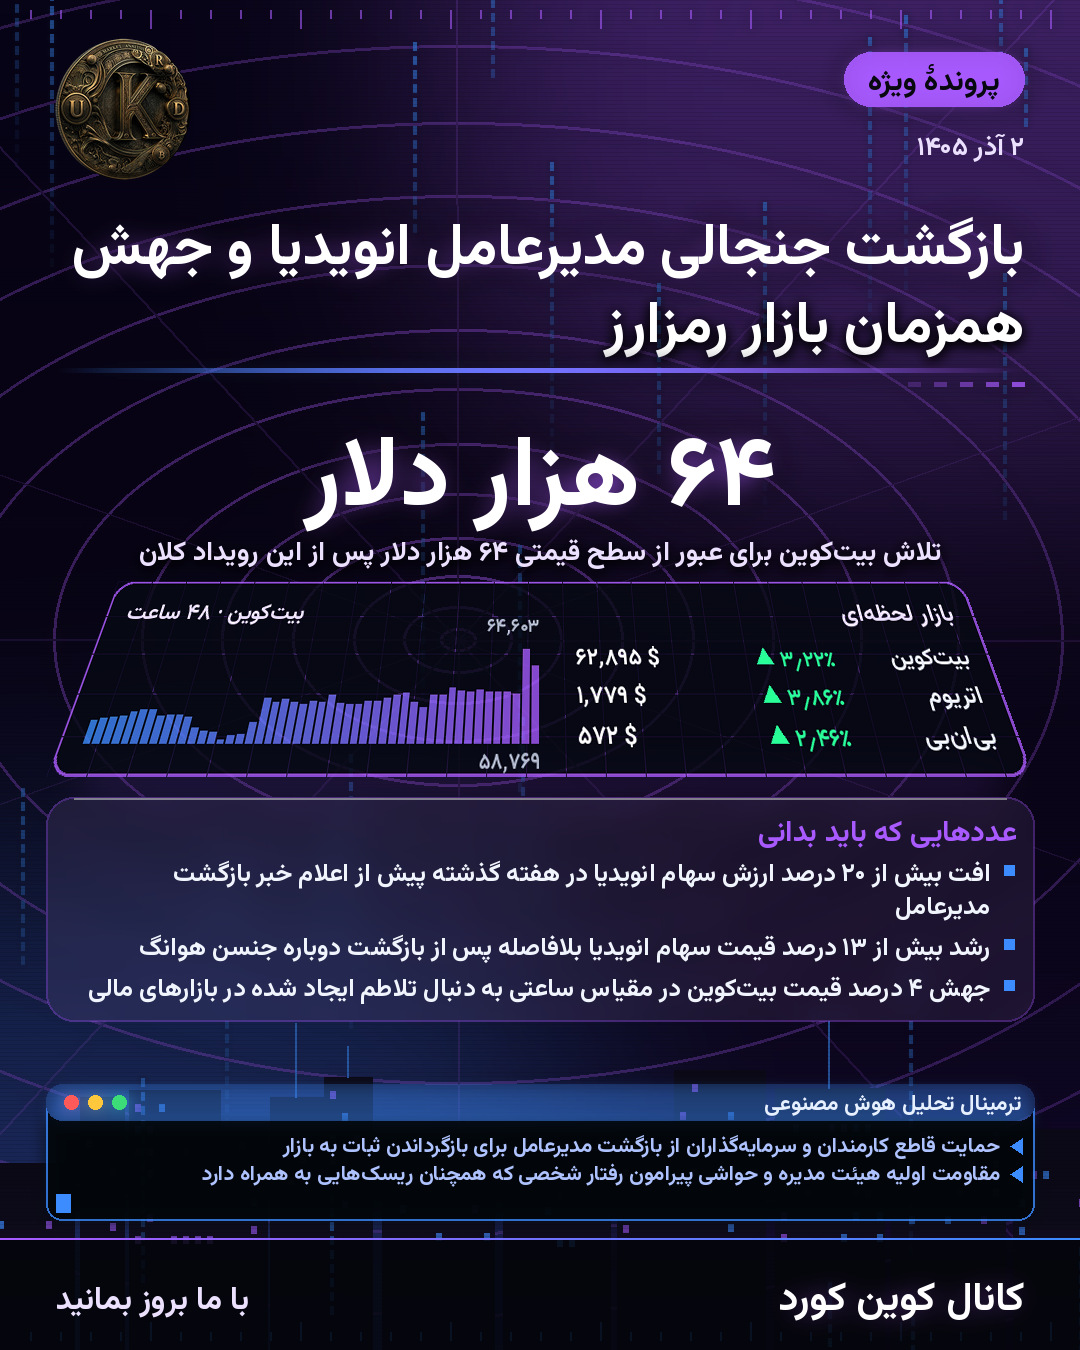 پروندهٔ ویژه
۲ آذر ۱۴۰۵
K
U
R
D
بازگشت جنجالی مدیرعامل انویدیا و جهش
همزمان بازار رمزارز
۶۴ هزار دلار
تلاش بیت‌کوین برای عبور از سطح قیمتی ۶۴ هزار دلار پس از این رویداد کلان
بازار لحظه‌ای
بیت‌کوین ▲ ۳٫۲۲٪ ۶۲,۸۹۵ $
اتریوم ▲ ۳٫۸۶٪ ۱,۷۷۹ $
بی‌ان‌بی ▲ ۲٫۴۶٪ ۵۷۲ $
بیت‌کوین · ۴۸ ساعت
۶۴,۶۰۳
۵۸,۷۶۹
عددهایی که باید بدانی
افت بیش از ۲۰ درصد ارزش سهام انویدیا در هفته گذشته پیش از اعلام خبر بازگشت
مدیرعامل
رشد بیش از ۱۳ درصد قیمت سهام انویدیا بلافاصله پس از بازگشت دوباره جنسن هوانگ
جهش ۴ درصد قیمت بیت‌کوین در مقیاس ساعتی به دنبال تلاطم ایجاد شده در بازارهای مالی
ترمینال تحلیل هوش مصنوعی
حمایت قاطع کارمندان و سرمایه‌گذاران از بازگشت مدیرعامل برای بازگرداندن ثبات به بازار
مقاومت اولیه هیئت مدیره و حواشی پیرامون رفتار شخصی که همچنان ریسک‌هایی به همراه دارد
کانال کوین کورد
با ما بروز بمانید